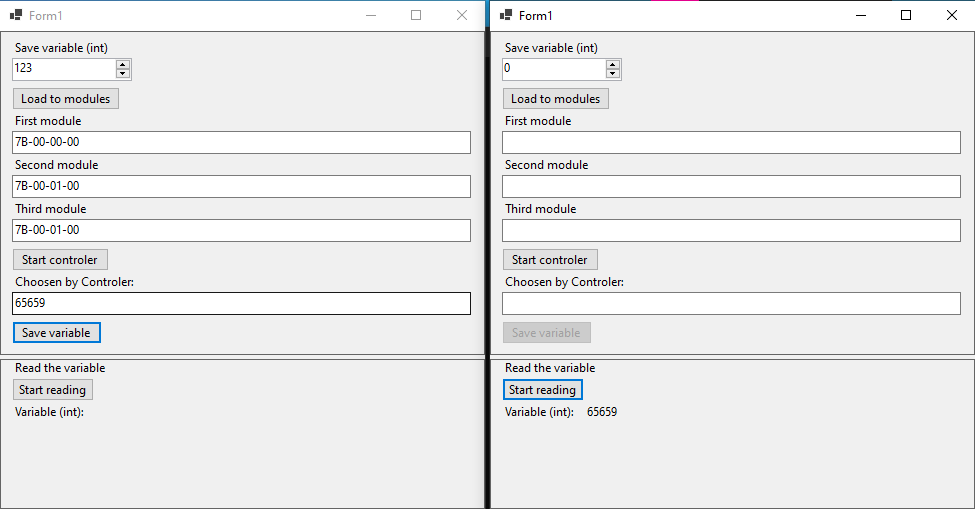 Form1
Save variable (int)
123
Load to modules
First module
7B-00-00-00
Second module
7B-00-01-00
Third module
7B-00-01-00
Start controler
Choosen by Controler:
65659
Save variable
Read the variable
Start reading
Variable (int):
Form1
Save variable (int)
0
Load to modules
First module
Second module
Third module
Start controler
Choosen by Controler:
Save variable
Read the variable
Start reading
Variable (int): 65659